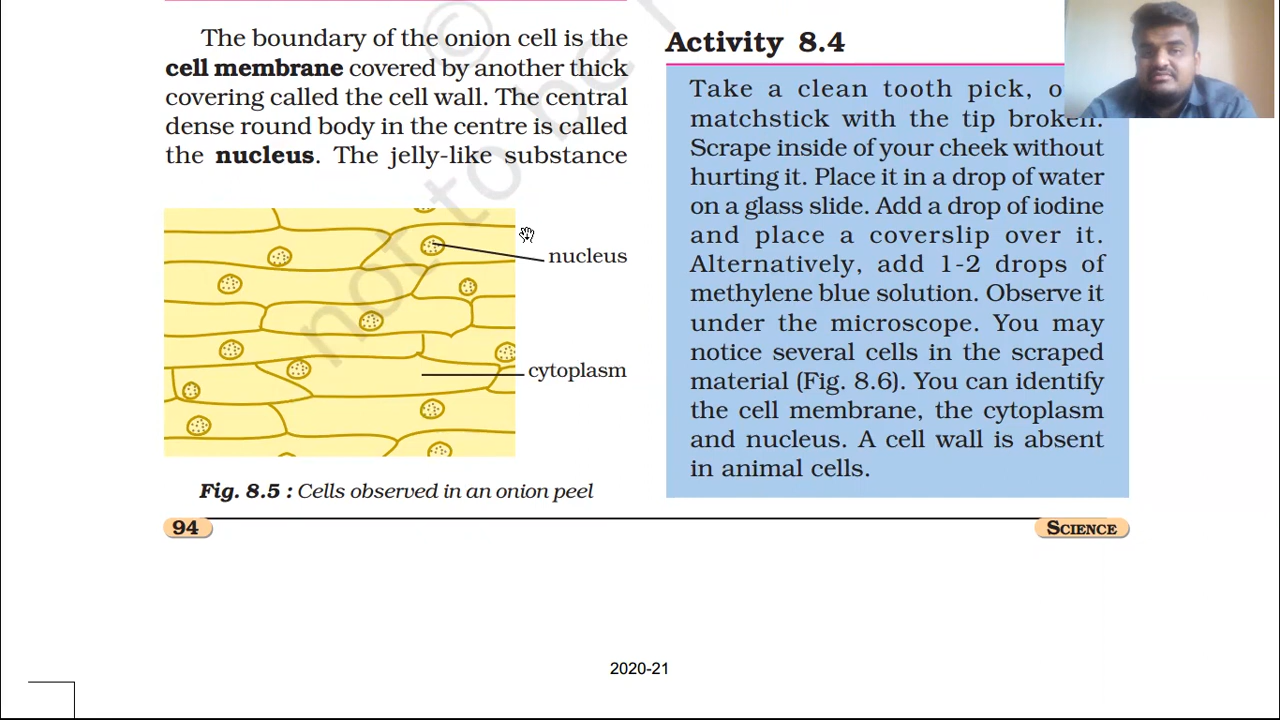 The boundary of the onion cell is the
cell membrane covered by another thick
covering called the cell wall. The central
dense round body in the centre is called
the nucleus. The jelly-like substance
nucleus
cytoplasm
Fig. 8.5 : Cells observed in an onion peel
Activity 8.4
Take a clean tooth pick, o
matchstick with the tip broken.
Scrape inside of your cheek without
hurting it. Place it in a drop of water
on a glass slide. Add a drop of iodine
and place a coverslip over it.
Alternatively, add 1-2 drops of
methylene blue solution. Observe it
under the microscope. You may
notice several cells in the scraped
material (Fig. 8.6). You can identify
the cell membrane, the cytoplasm
and nucleus. A cell wall is absent
in animal cells.
94
SCIENCE
2020-21
© not to be r